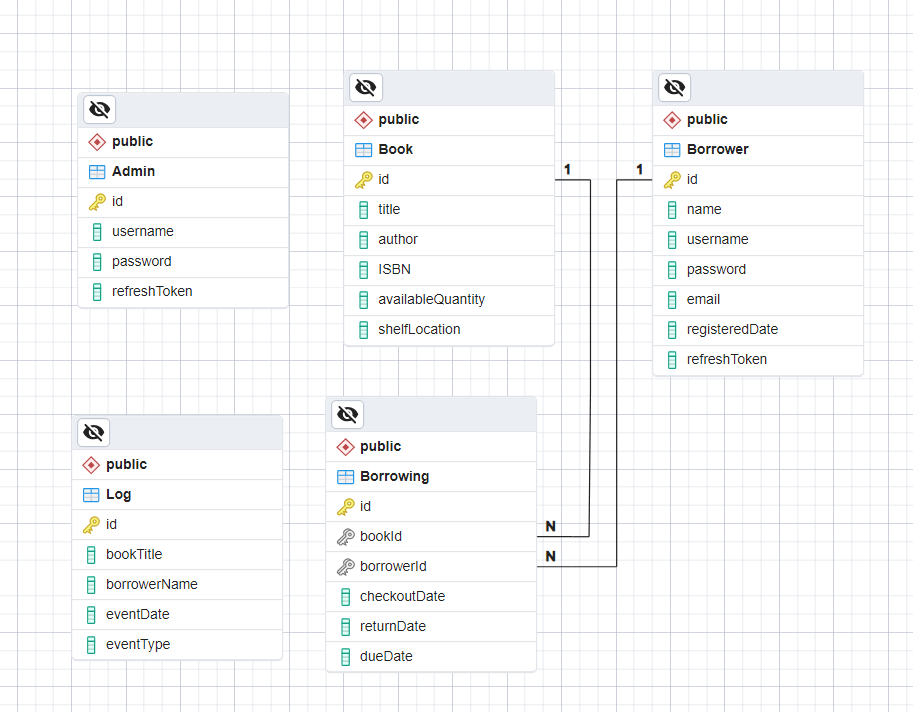 public
Admin
id
username
password
refreshToken
public
Book
id
title
author
ISBN
availableQuantity
shelfLocation
public
Borrower
id
name
username
password
email
registeredDate
refreshToken
1
1
public
Log
id
bookTitle
borrowerName
eventDate
eventType
public
Borrowing
id
bookId
borrowerId
checkoutDate
returnDate
dueDate
N
N